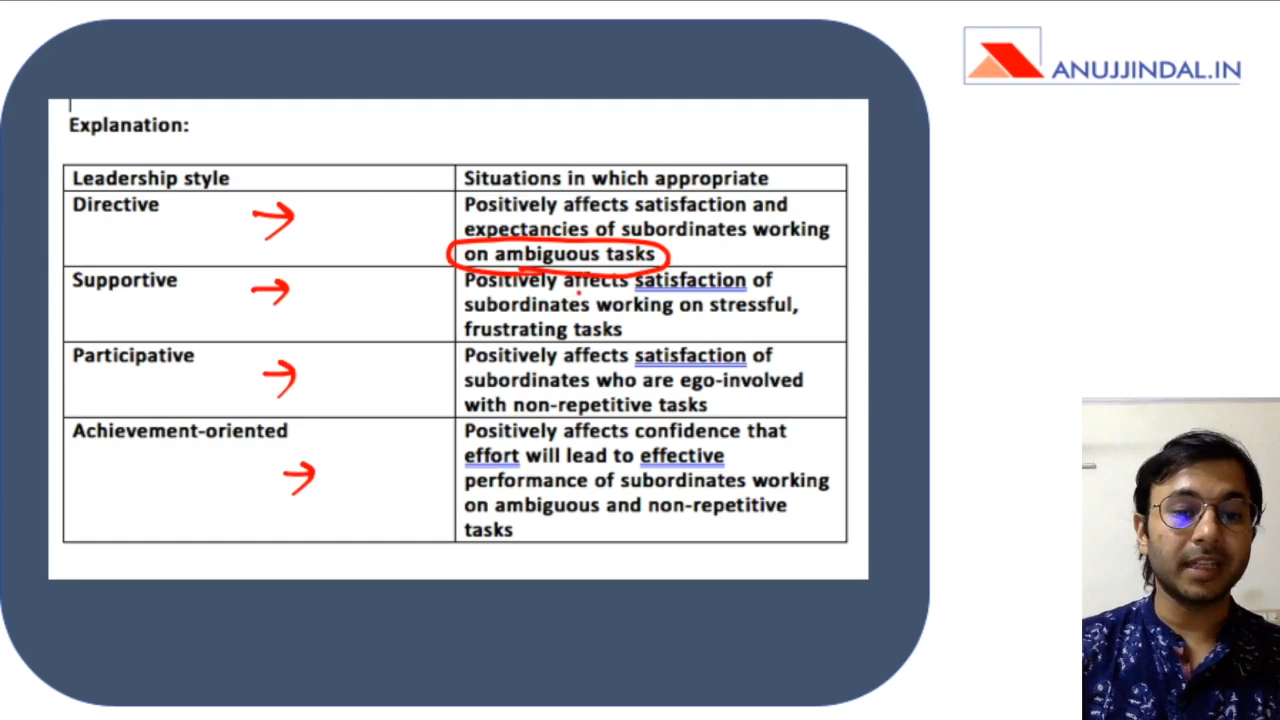 ANUJJINDAL.IN
Explanation:
Leadership style
Situations in which appropriate
Directive
Positively affects satisfaction and
expectancies of subordinates working
on ambiguous tasks
Supportive
Positively affects satisfaction of
subordinates working on stressful,
frustrating tasks
Participative
Positively affects satisfaction of
subordinates who are ego-involved
with non-repetitive tasks
Achievement-oriented
Positively affects confidence that
effort will lead to effective
performance of subordinates working
on ambiguous and non-repetitive
tasks